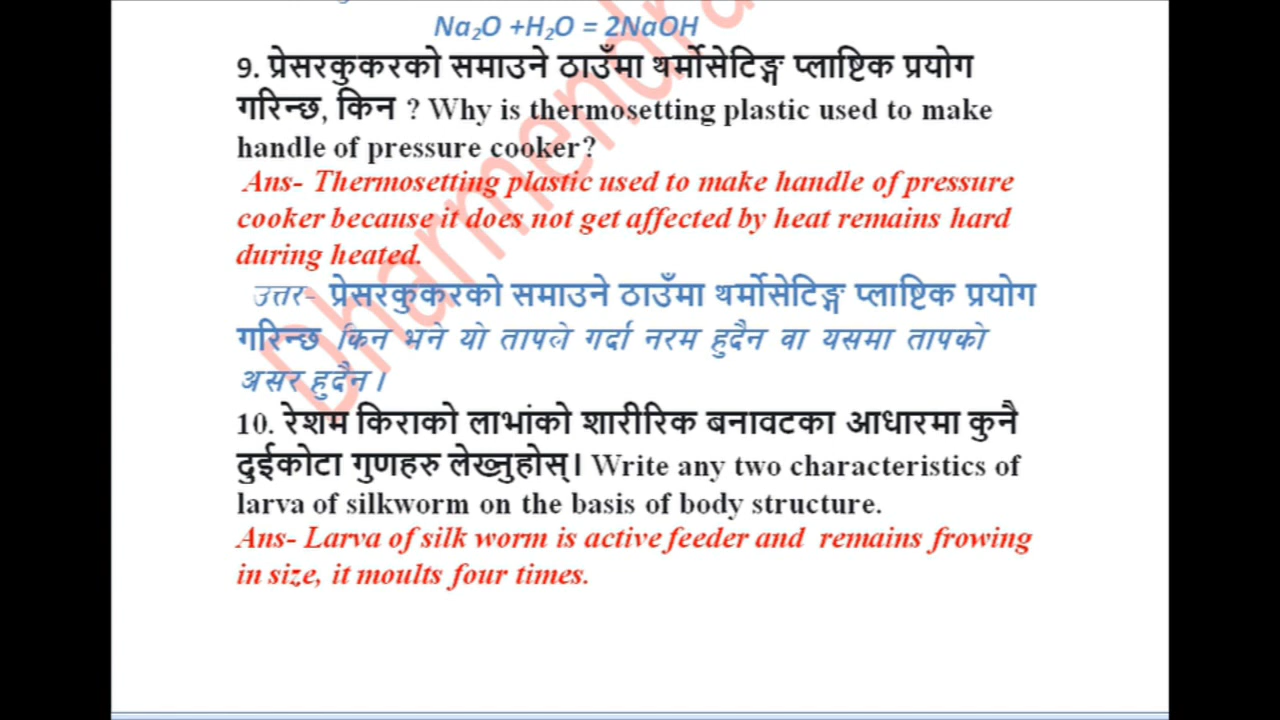 Na₂O +H₂O = 2NaOH
9. प्रेसरकुकरको समाउने ठाउँमा थर्मोसेटिङ्ग प्लाष्टिक प्रयोग
गरिन्छ, किन ? Why is thermosetting plastic used to make
handle of pressure cooker?
Ans- Thermosetting plastic used to make handle of pressure
cooker because it does not get affected by heat remains hard
during heated.
उत्तर- प्रेसरकुकरको समाउने ठाउँमा थर्मोसेटिङ्ग प्लाष्टिक प्रयोग
गरिन्छ किन भने यो तापले गर्दा नरम हुदैन वा यसमा तापको
असर हुदैन।
10. रेशम किराको लाभांको शारीरिक बनावटका आधारमा कुनै
दुईकोटा गुणहरु लेख्नुहोस्। Write any two characteristics of
larva of silkworm on the basis of body structure.
Ans- Larva of silk worm is active feeder and remains frowing
in size, it moults four times.
Dharmendra